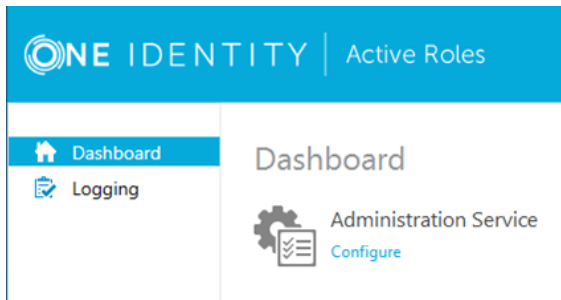 ONE IDENTITY Active Roles
Dashboard
Logging
Dashboard
Administration Service
Configure